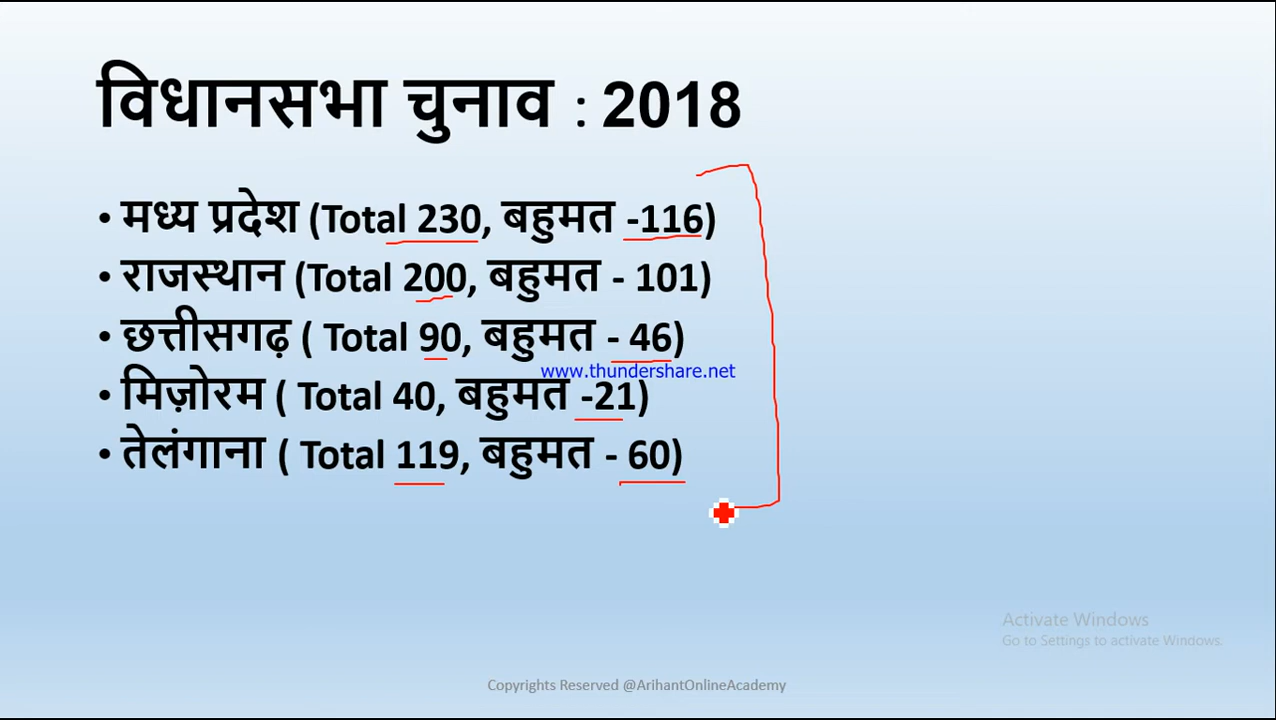 विधानसभा चुनाव : 2018
• मध्य प्रदेश (Total 230, बहुमत -116)
• राजस्थान (Total 200, बहुमत - 101)
• छत्तीसगढ़ ( Total 90, बहुमत - 46)
www.thundershare.net
• मिज़ोरम ( Total 40, बहुमत -21)
• तेलंगाना ( Total 119, बहुमत - 60)
Activate Windows
Go to Settings to activate Windows.
Copyrights Reserved @ArihantOnlineAcademy